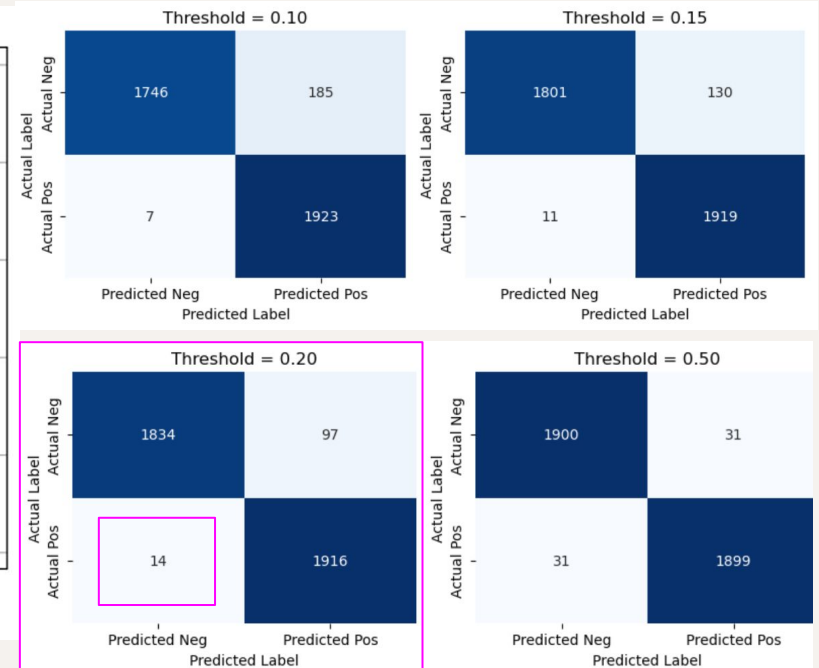 Threshold = 0.10
Actual Label
Actual Neg
1746
185
Actual Pos
7
1923
Predicted Neg
Predicted Pos
Predicted Label
Threshold = 0.15
Actual Label
Actual Neg
1801
130
Actual Pos
11
1919
Predicted Neg
Predicted Pos
Predicted Label
Threshold = 0.20
Actual Label
Actual Neg
1834
97
Actual Pos
14
1916
Predicted Neg
Predicted Pos
Predicted Label
Threshold = 0.50
Actual Label
Actual Neg
1900
31
Actual Pos
31
1899
Predicted Neg
Predicted Pos
Predicted Label